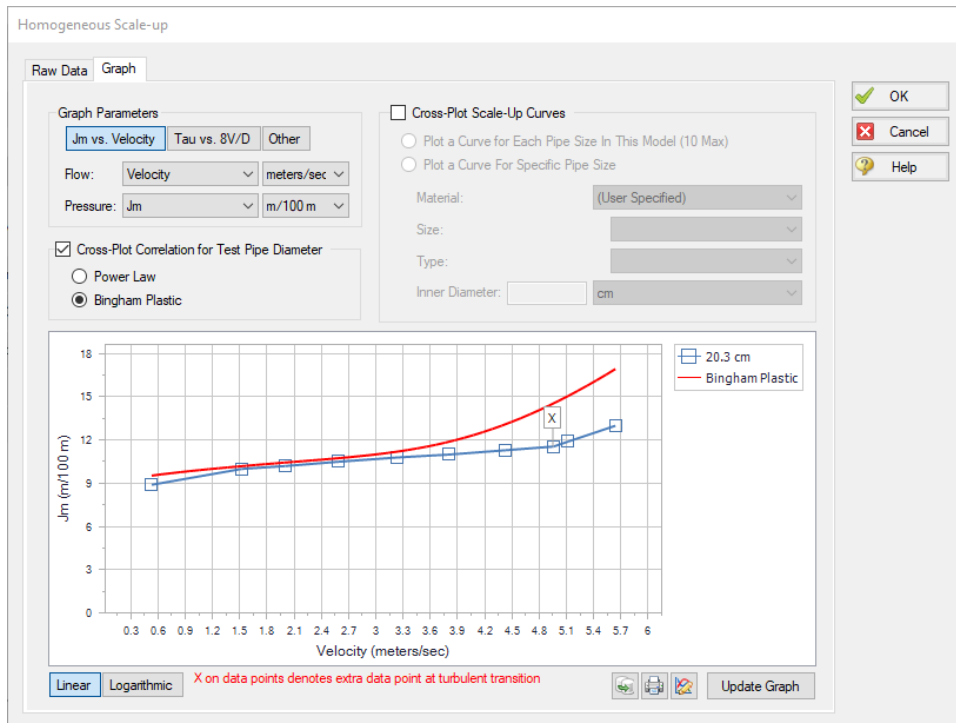 Homogeneous Scale-up
Raw Data Graph
Graph Parameters
Jm vs. Velocity Tau vs. 8V/D Other
Flow: Velocity meters/sec
Pressure: Jm m/100 m
Cross-Plot Correlation for Test Pipe Diameter
Power Law
Bingham Plastic
Cross-Plot Scale-Up Curves
Plot a Curve for Each Pipe Size In This Model (10 Max)
Plot a Curve For Specific Pipe Size
Material: (User Specified)
Size:
Type:
Inner Diameter: cm
OK
Cancel
Help
20.3 cm
Bingham Plastic
X
Jm (m/100 m)
18
15
12
9
6
3
0
0.3 0.6 0.9 1.2 1.5 1.8 2.1 2.4 2.7 3 3.3 3.6 3.9 4.2 4.5 4.8 5.1 5.4 5.7 6
Velocity (meters/sec)
Linear Logarithmic X on data points denotes extra data point at turbulent transition Update Graph